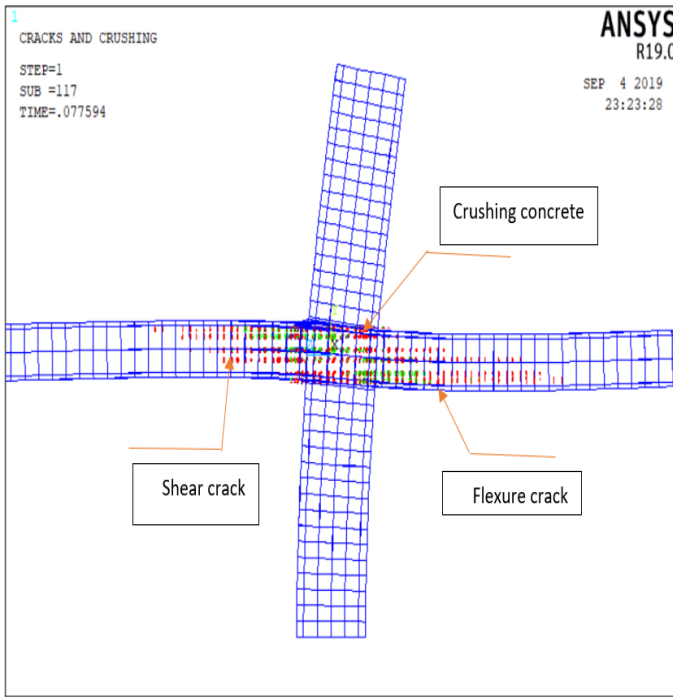 1
CRACKS AND CRUSHING
STEP=1
SUB =117
TIME=.077594
ANSYS
R19.0
SEP 4 2019
23:23:28
Crushing concrete
Shear crack
Flexure crack